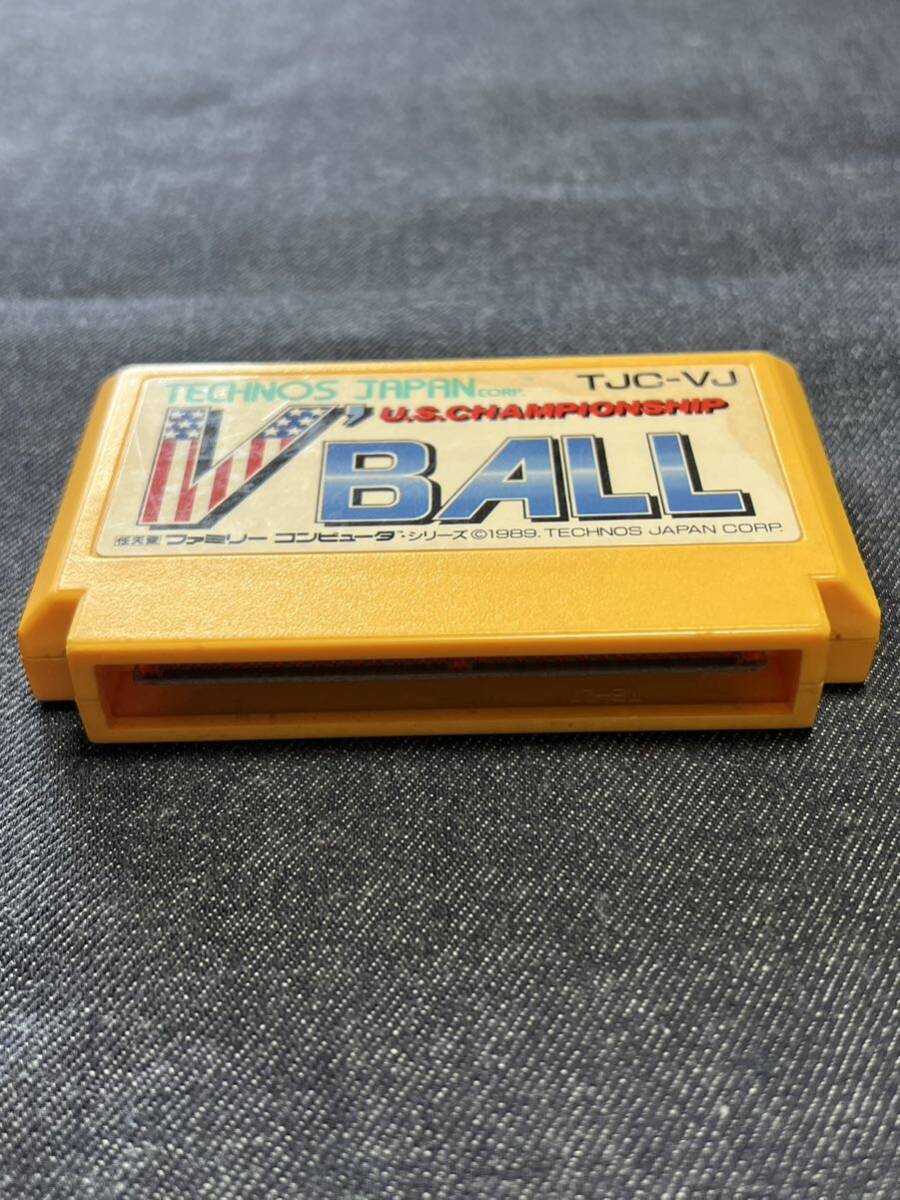 TECHNOS JAPAN CORP. TJC-VJ
U.S.CHAMPIONSHIP
V'BALL
任天堂 ファミリー コンピュータ・シリーズ ©1989. TECHNOS JAPAN CORP.